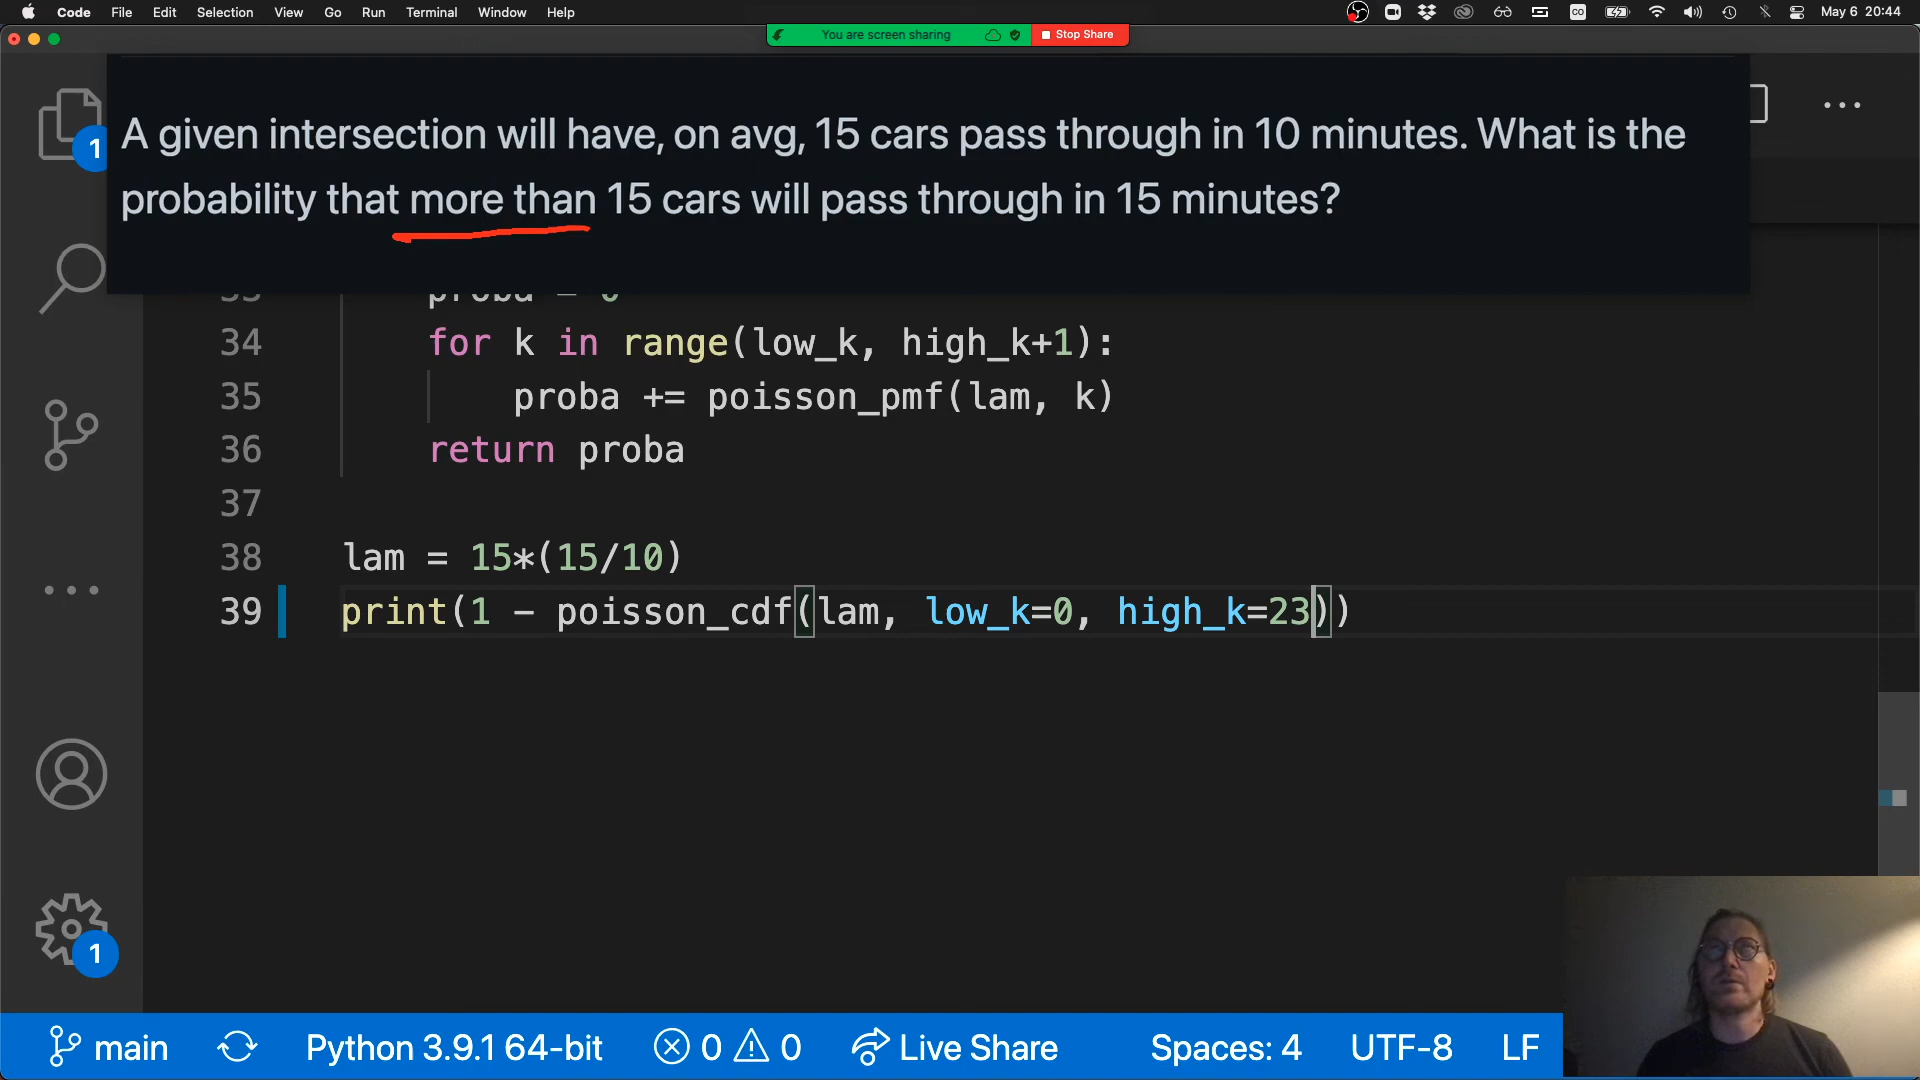 Code File Edit Selection View Go Run Terminal Window Help May 6 20:44
You are screen sharing Stop Share
A given intersection will have, on avg, 15 cars pass through in 10 minutes. What is the
probability that more than 15 cars will pass through in 15 minutes?
1
33 proba = 0
34 for k in range(low_k, high_k+1):
35 proba += poisson_pmf(lam, k)
36 return proba
37
38 lam = 15*(15/10)
39 print(1 - poisson_cdf(lam, low_k=0, high_k=23))
1
main Python 3.9.1 64-bit 0 0 Live Share Spaces: 4 UTF-8 LF